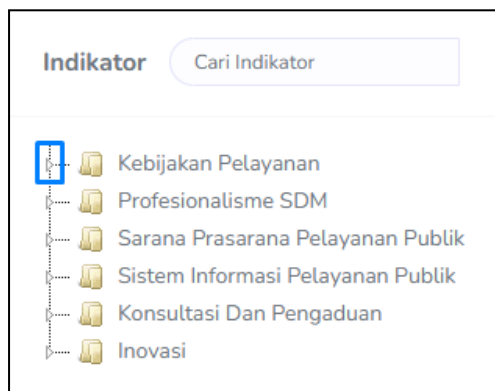 Indikator Cari Indikator
Kebijakan Pelayanan
Profesionalisme SDM
Sarana Prasarana Pelayanan Publik
Sistem Informasi Pelayanan Publik
Konsultasi Dan Pengaduan
Inovasi